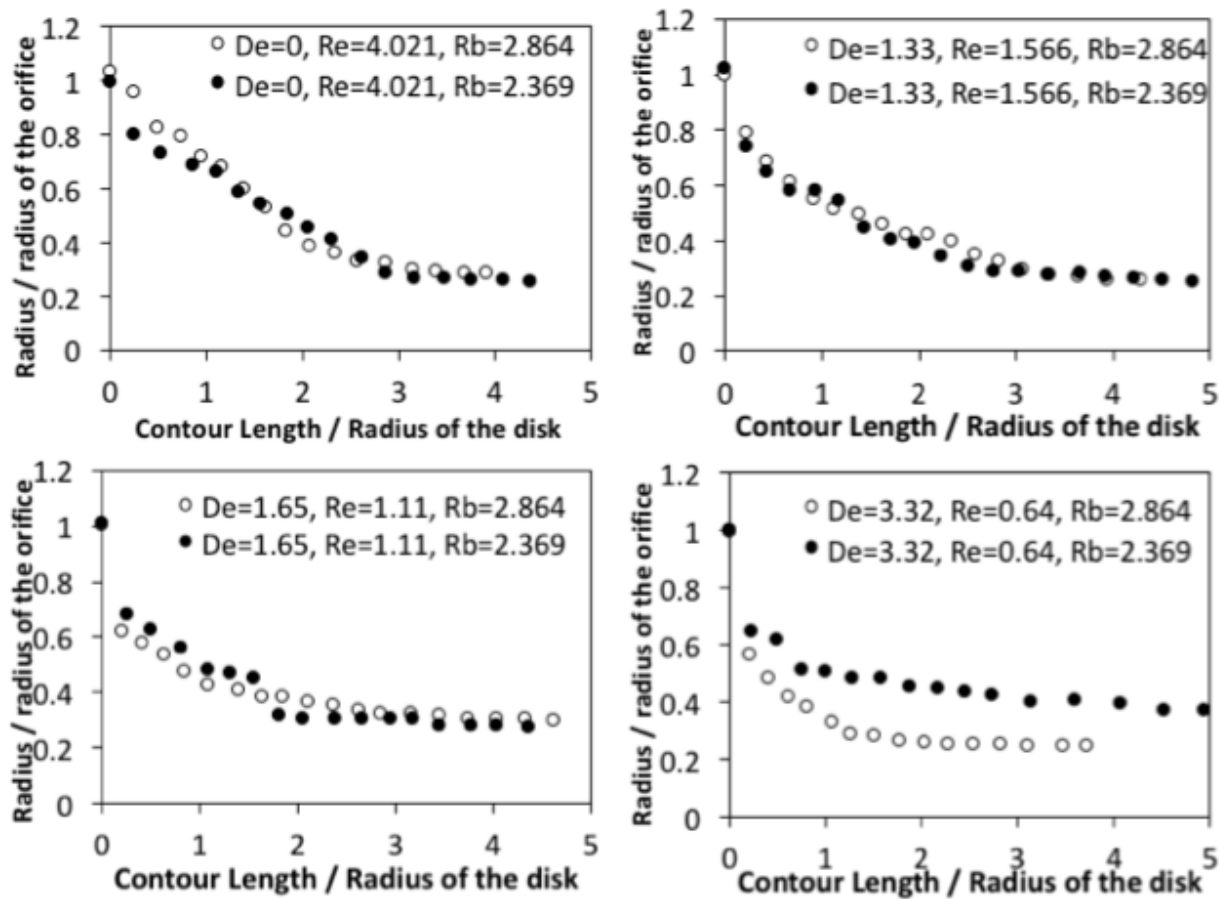 Radius / radius of the orifice
1.2
1
0.8
0.6
0.4
0.2
0
De=0, Re=4.021, Rb=2.864
De=0, Re=4.021, Rb=2.369
0 1 2 3 4 5
Contour Length / Radius of the disk
Radius / radius of the orifice
1.2
1
0.8
0.6
0.4
0.2
0
De=1.33, Re=1.566, Rb=2.864
De=1.33, Re=1.566, Rb=2.369
0 1 2 3 4 5
Contour Length / Radius of the disk
Radius / radius of the orifice
1.2
1
0.8
0.6
0.4
0.2
0
De=1.65, Re=1.11, Rb=2.864
De=1.65, Re=1.11, Rb=2.369
0 1 2 3 4 5
Contour Length / Radius of the disk
Radius / radius of the orifice
1.2
1
0.8
0.6
0.4
0.2
0
De=3.32, Re=0.64, Rb=2.864
De=3.32, Re=0.64, Rb=2.369
0 1 2 3 4 5
Contour Length / Radius of the disk